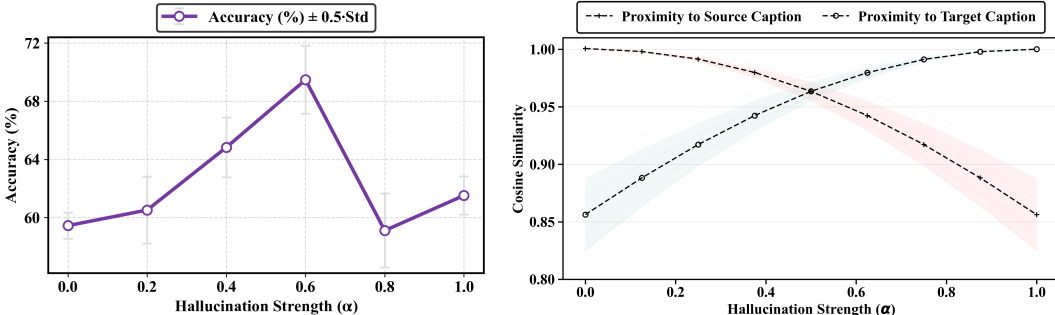 Accuracy (%) ± 0.5·Std
72
68
64
60
Accuracy (%)
0.0 0.2 0.4 0.6 0.8 1.0
Hallucination Strength (α)
Proximity to Source Caption Proximity to Target Caption
1.00
0.95
0.90
0.85
0.80
Cosine Similarity
0.0 0.2 0.4 0.6 0.8 1.0
Hallucination Strength (α)